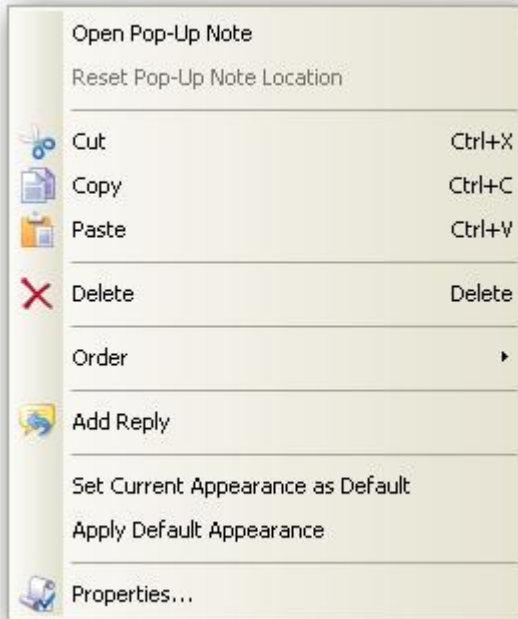 Open Pop-Up Note
Reset Pop-Up Note Location
Cut Ctrl+X
Copy Ctrl+C
Paste Ctrl+V
Delete Delete
Order
Add Reply
Set Current Appearance as Default
Apply Default Appearance
Properties...